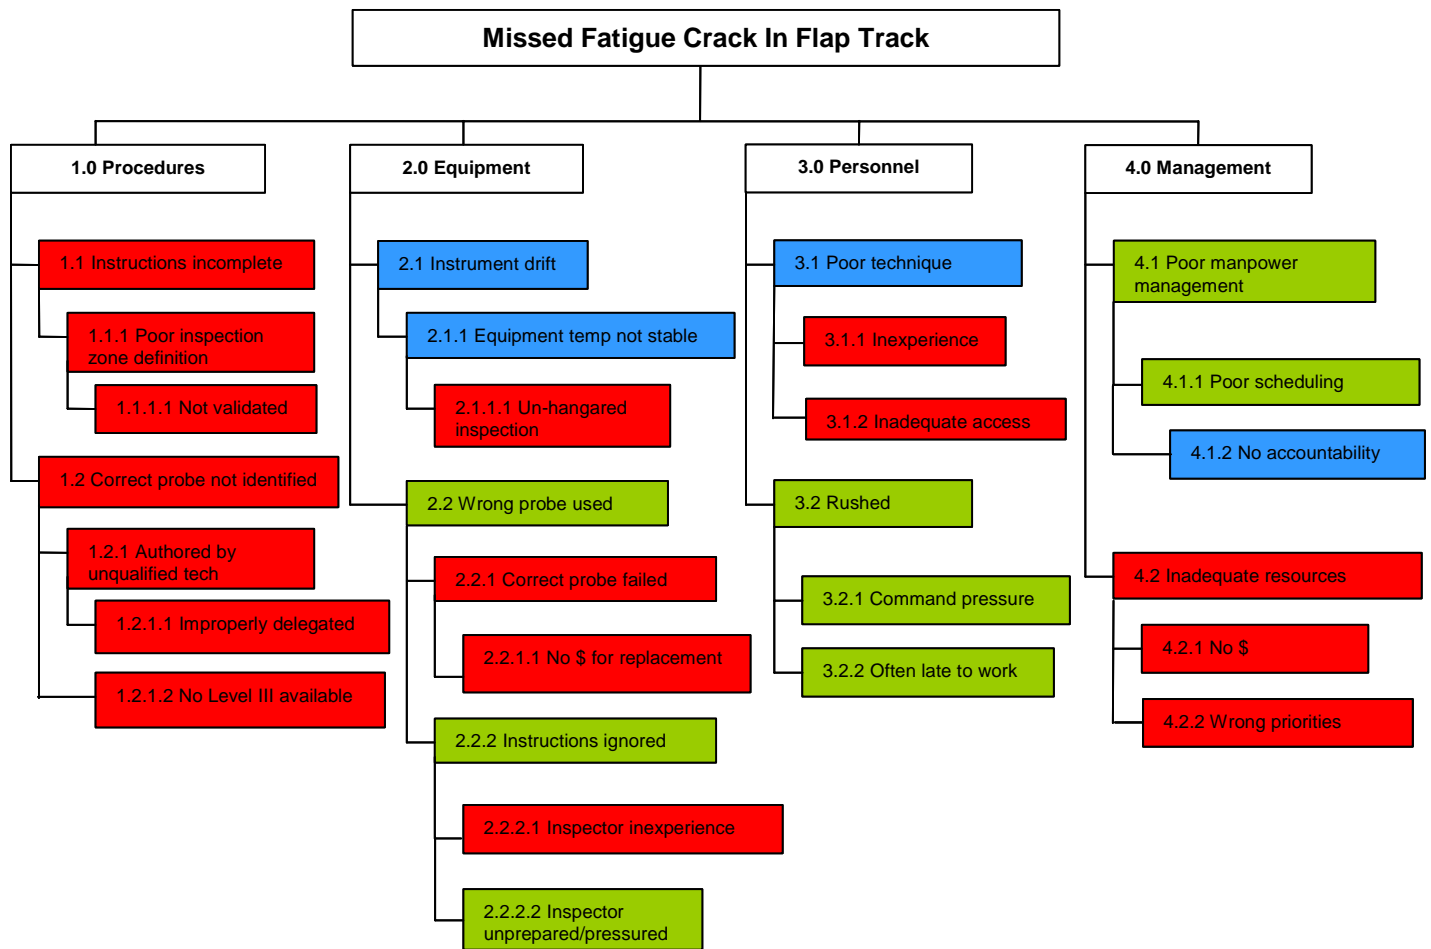 Missed Fatigue Crack In Flap Track
1.0 Procedures
1.1 Instructions incomplete
1.1.1 Poor inspection
zone definition
1.1.1.1 Not validated
1.2 Correct probe not identified
1.2.1 Authored by
unqualified tech
1.2.1.1 Improperly delegated
1.2.1.2 No Level III available
2.0 Equipment
2.1 Instrument drift
2.1.1 Equipment temp not stable
2.1.1.1 Un-hangared
inspection
2.2 Wrong probe used
2.2.1 Correct probe failed
2.2.1.1 No $ for replacement
2.2.2 Instructions ignored
2.2.2.1 Inspector inexperience
2.2.2.2 Inspector
unprepared/pressured
3.0 Personnel
3.1 Poor technique
3.1.1 Inexperience
3.1.2 Inadequate access
3.2 Rushed
3.2.1 Command pressure
3.2.2 Often late to work
4.0 Management
4.1 Poor manpower
management
4.1.1 Poor scheduling
4.1.2 No accountability
4.2 Inadequate resources
4.2.1 No $
4.2.2 Wrong priorities